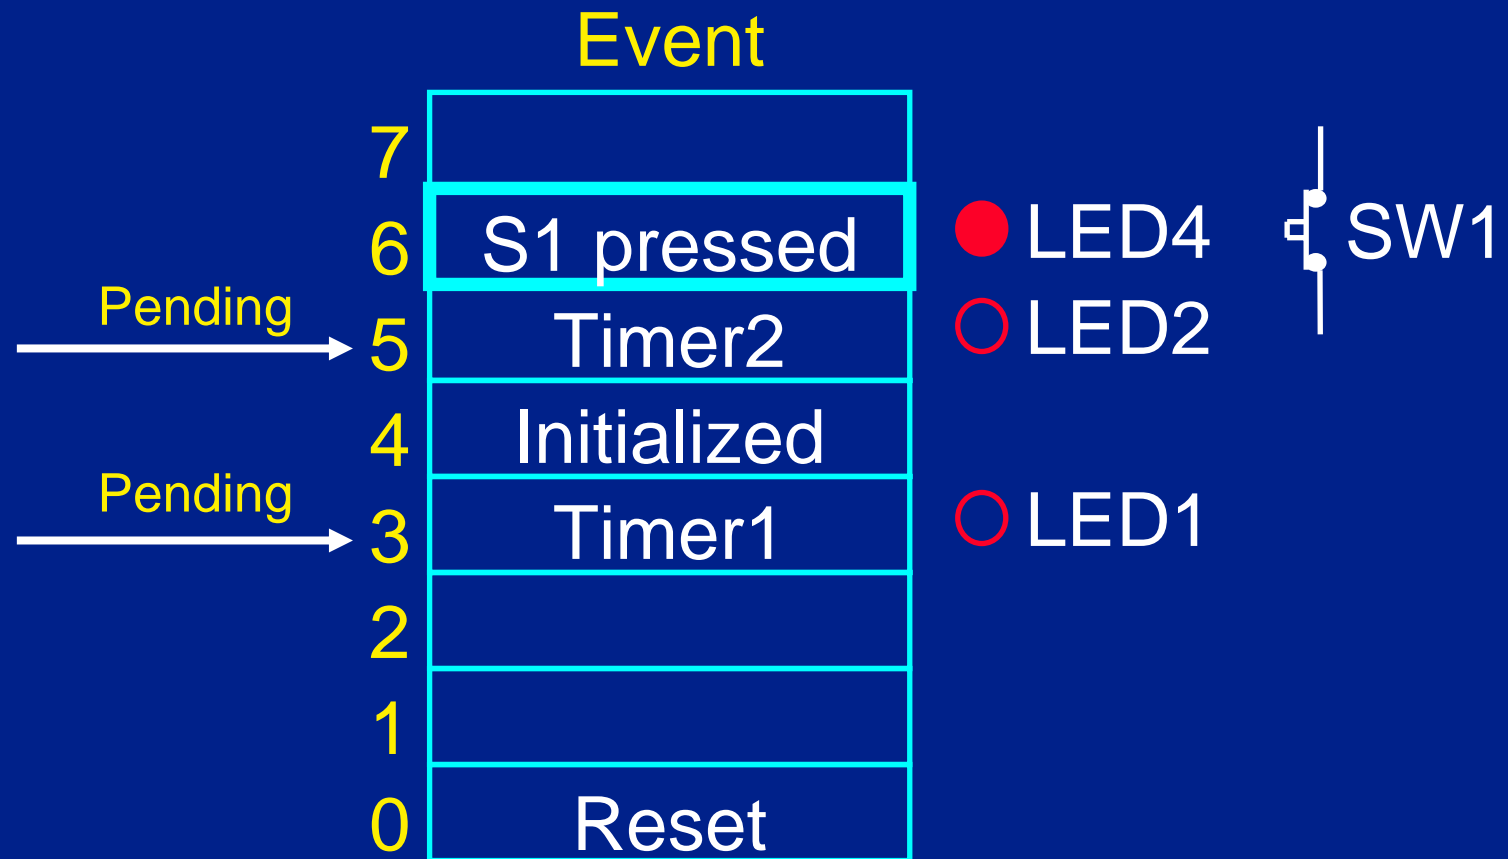 Event
7
6 S1 pressed LED4 SW1
Pending
5 Timer2 LED2
4 Initialized
Pending
3 Timer1 LED1
2
1
0 Reset